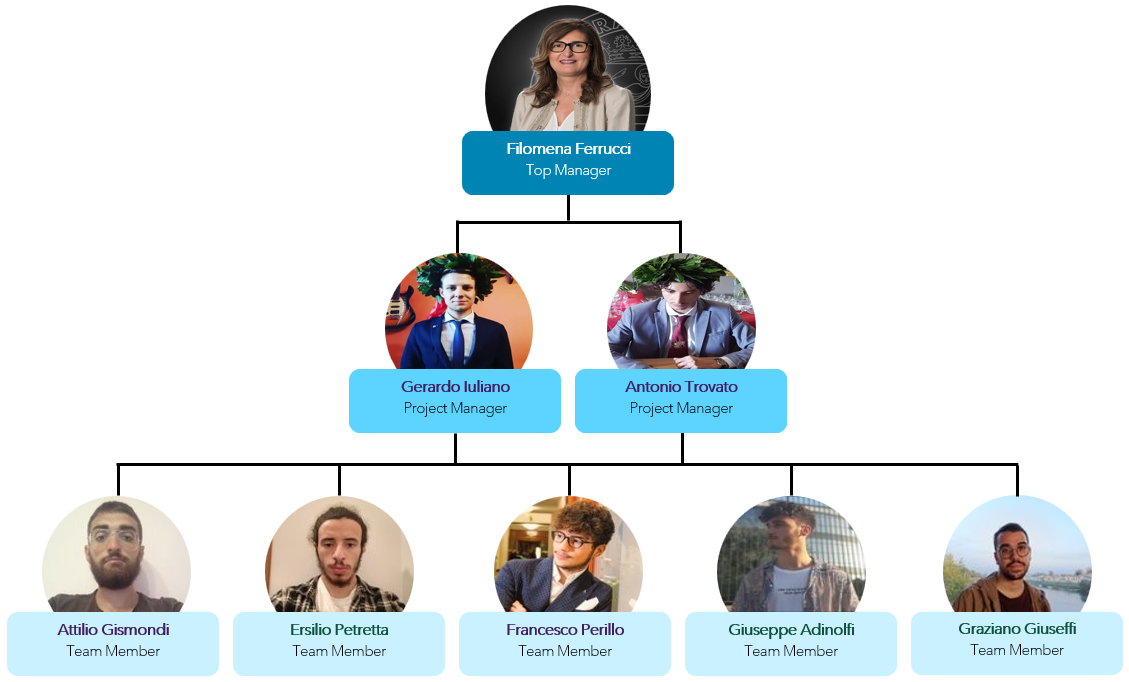 Filomena Ferrucci
Top Manager
Gerardo Iuliano
Project Manager
Antonio Trovato
Project Manager
Attilio Gismondi
Team Member
Ersilio Petretta
Team Member
Francesco Perillo
Team Member
Giuseppe Adinolfi
Team Member
Graziano Giuseffi
Team Member